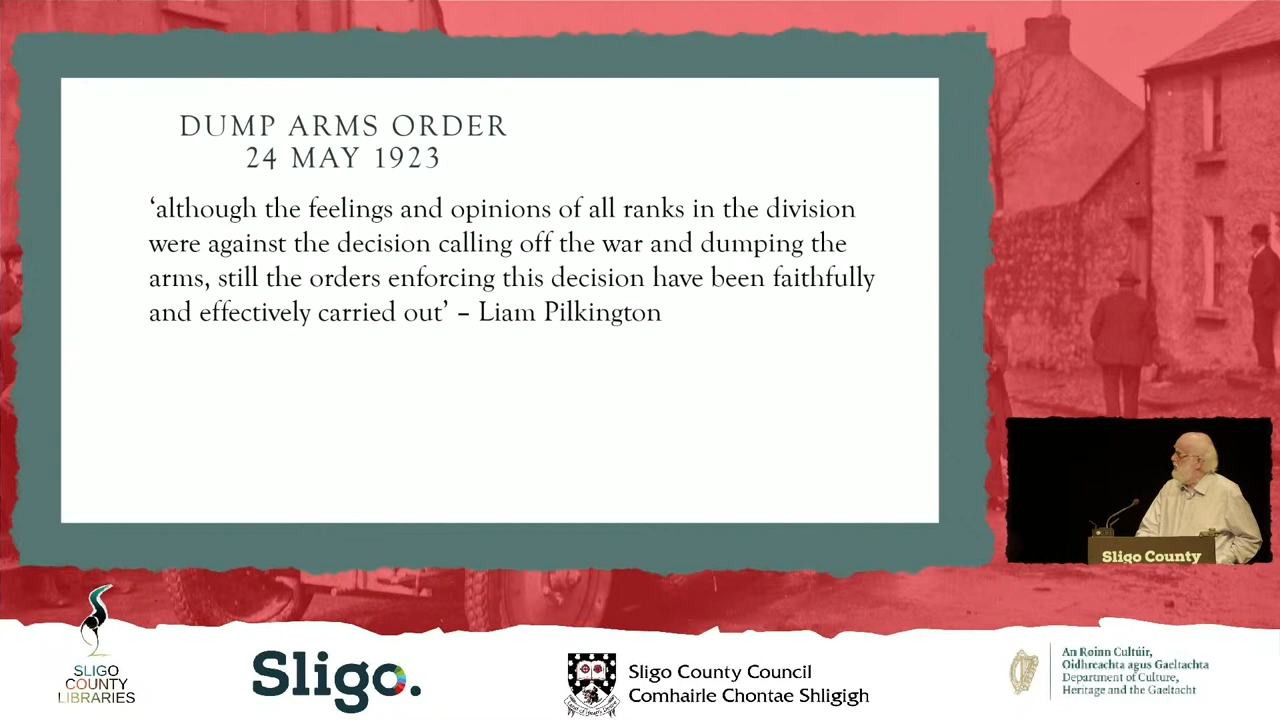 DUMP ARMS ORDER
24 MAY 1923
‘although the feelings and opinions of all ranks in the division
were against the decision calling off the war and dumping the
arms, still the orders enforcing this decision have been faithfully
and effectively carried out’ – Liam Pilkington
Sligo County
SLIGO
COUNTY
LIBRARIES
Sligo.
Sligo County Council
Comhairle Chontae Shligigh
An Roinn Cultúir,
Oidhreachta agus Gaeltachta
Department of Culture,
Heritage and the Gaeltacht